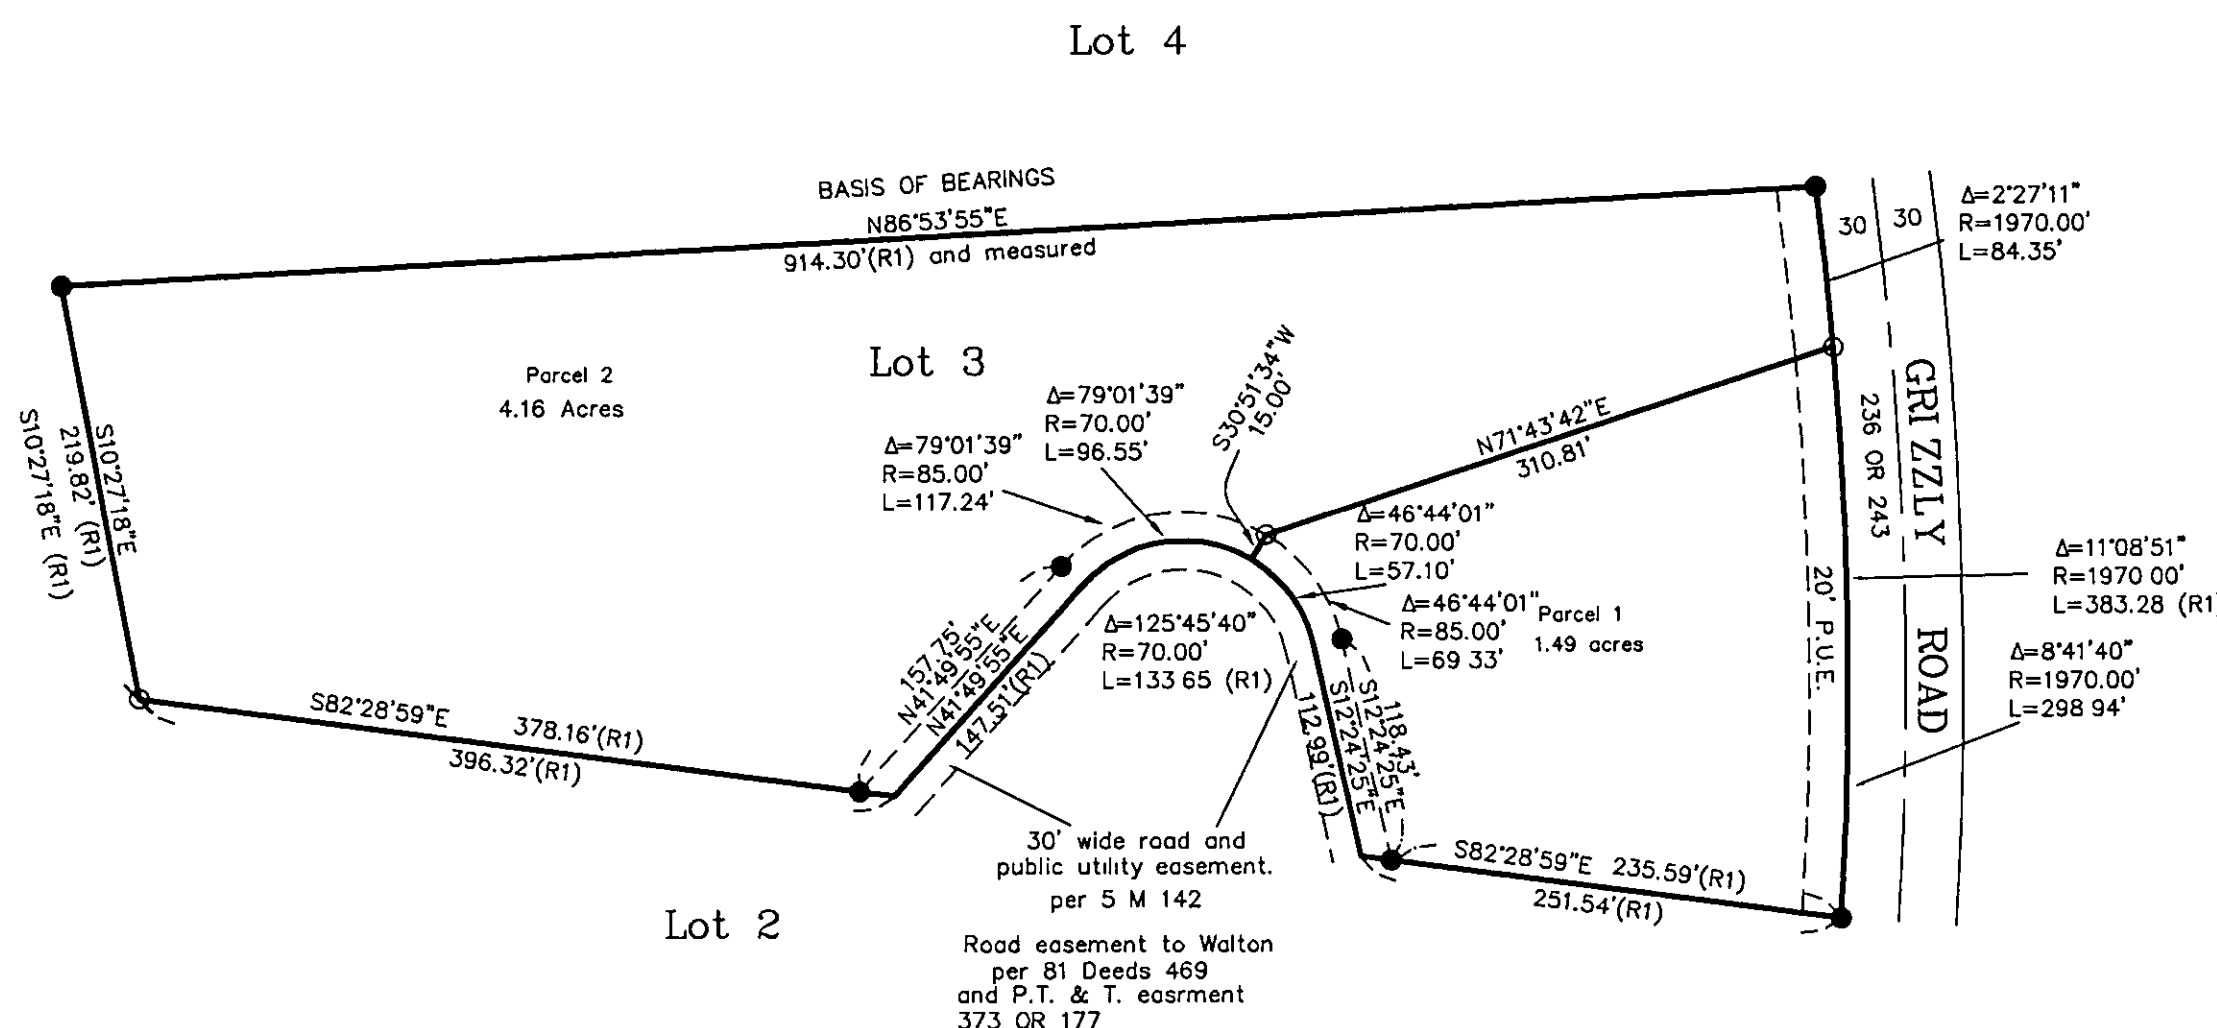 Lot 4
BASIS OF BEARINGS
N86°53'55"E
914.30'(R1) and measured
Δ=2°27'11"
R=1970.00'
L=84.35'
30
30
Lot 3
Parcel 2
4.16 Acres
S10°27'18"E
219.82' (R1)
S10°27'18"E (R1)
Δ=79°01'39"
R=70.00'
L=96.55'
Δ=79°01'39"
R=85.00'
L=117.24'
S30°51'34"W
15.00'
N71°43'42"E
310.81'
236 OR 243
GRIZZLY ROAD
Δ=46°44'01"
R=70.00'
L=57.10'
Δ=46°44'01"
R=85.00'
L=69 33'
Parcel 1
1.49 acres
20' P.U.E.
Δ=11°08'51"
R=1970 00'
L=383.28 (R1)
Δ=8°41'40"
R=1970.00'
L=298 94'
Δ=125°45'40"
R=70.00'
L=133 65 (R1)
157.75'
N41°49'55"E
N41°49'55"E
147.51'(R1)
118.43'
S12°24'25"E
S12°24'25"E
112.99'(R1)
S82°28'59"E 378.16'(R1)
396.32'(R1)
S82°28'59"E 235.59'(R1)
251.54'(R1)
30' wide road and
public utility easement.
per 5 M 142
Lot 2
Road easement to Walton
per 81 Deeds 469
and P.T. & T. easrment
373 OR 177